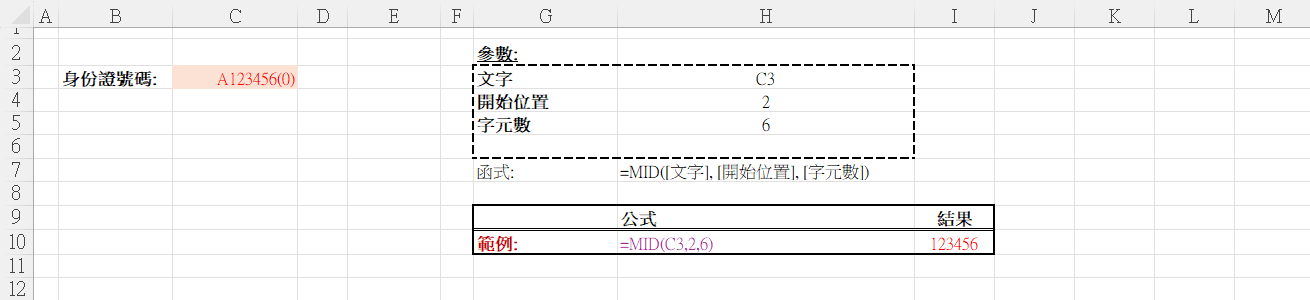 A B C D E F G H I J K L M
1
2 參數:
3 身份證號碼: A123456(0) 文字 C3
4 開始位置 2
5 字元數 6
6
7 函式: =MID([文字], [開始位置], [字元數])
8
9 公式 結果
10 範例: =MID(C3,2,6) 123456
11
12